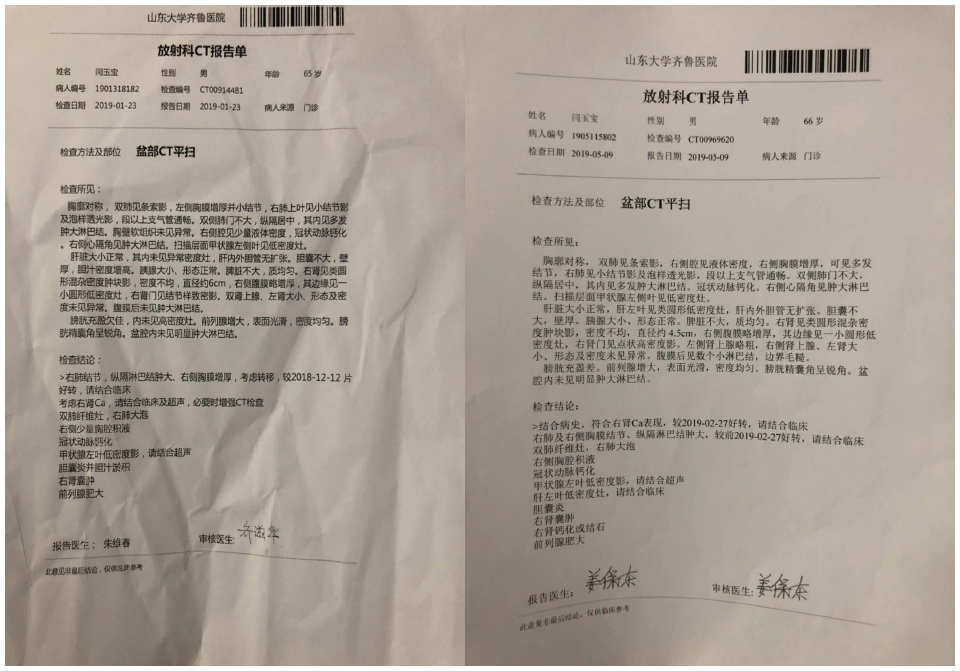 山东大学齐鲁医院
放射科CT报告单
姓名 闫玉宝 性别 男 年龄 65 岁
病人编号 1901318182 检查编号 CT00914481
检查日期 2019-01-23 报告日期 2019-01-23 病人来源 门诊
检查方法及部位 盆部CT平扫
检查所见：
胸廓对称，双肺见条索影，左侧胸膜增厚并小结节，右肺上叶见小结节影
及泡样透光影，段以上支气管通畅。双侧肺门不大，纵隔居中，其内见多发
肿大淋巴结。胸壁软组织未见异常。右侧腔见少量液体密度，冠状动脉钙化
。右侧心隔角见肿大淋巴结。扫描层面甲状腺左侧叶见低密度灶。
肝脏大小正常，其内未见异常密度灶，肝内外胆管无扩张。胆囊不大，壁
厚，胆汁密度增高。胰腺大小、形态正常。脾脏不大，质均匀。右肾见类圆
形混杂密度肿块影，密度不均，直径约6cm，右侧腹膜略增厚，其边缘见一
小圆形低密度灶，右肾门见结节样致密影。双肾上腺、左肾大小、形态及密
度未见异常。腹膜后未见肿大淋巴结。
膀胱充盈欠佳，内未见高密度灶。前列腺增大，表面光滑，密度均匀。膀
胱精囊角呈锐角。盆腔内未见明显肿大淋巴结。
检查结论：
>右肺结节，纵隔淋巴结肿大、右侧胸膜增厚，考虑转移，较2018-12-12 片
好转，请结合临床
考虑右肾Ca，请结合临床及超声，必要时增强CT检查
双肺纤维灶，右肺大泡
右侧少量胸腔积液
冠状动脉钙化
甲状腺左叶低密度影，请结合超声
胆囊炎并胆汁淤积
右肾囊肿
前列腺肥大
报告医生： 朱维春 审核医生:
此意见非最后结论，仅供临床参考
山东大学齐鲁医院
放射科CT报告单
姓名 闫玉宝 性别 男 年龄 66 岁
病人编号 1905115802 检查编号 CT00969620
检查日期 2019-05-09 报告日期 2019-05-09 病人来源 门诊
检查方法及部位 盆部CT平扫
检查所见：
胸廓对称， 双肺见条索影，右侧腔见液体密度，右侧胸膜增厚，可见多发
结节，右肺见小结节影及泡样透光影，段以上支气管通畅。双侧肺门不大，
纵隔居中，其内见多发肿大淋巴结。冠状动脉钙化。右侧心隔角见肿大淋巴
结。扫描层面甲状腺左侧叶见低密度灶。
肝脏大小正常，肝左叶见类圆形低密度灶，肝内外胆管无扩张。胆囊不
大，壁厚。胰腺大小、形态正常。脾脏不大，质均匀。右肾见类圆形混杂密
度肿块影，密度不均，直径约 4.5cm，右侧腹膜略增厚，其边缘见一小圆形低
密度灶，右肾门见点状高密度影。左侧肾上腺略粗，右侧肾上腺、左肾大
小、形态及密度未见异常。腹膜后见数个小淋巴结，边界毛糙。
膀胱充盈差。前列腺增大，表面光滑，密度均匀。膀胱精囊角呈锐角。盆
腔内未见明显肿大淋巴结。
检查结论：
>结合病史，符合右肾Ca表现，较2019-02-27好转，请结合临床
右肺及右侧胸膜结节、纵隔淋巴结肿大，较前2019-02-27好转，请结合临床
双肺纤维灶，右肺大泡
右侧胸腔积液
冠状动脉钙化
甲状腺左叶低密度影，请结合超声
肝左叶低密度灶，请结合临床
胆囊炎
右肾囊肿
右肾钙化或结石
前列腺肥大
报告医生： 姜保东 审核医生: 姜保东
此意见非最后结论，仅供临床参考